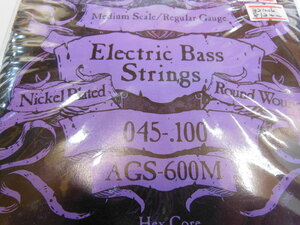 Medium Scale/Regular Gauge
Electric Bass
Strings
Nickel Plated
Round Wound
.045-.100
AGS-600M
Hex Core